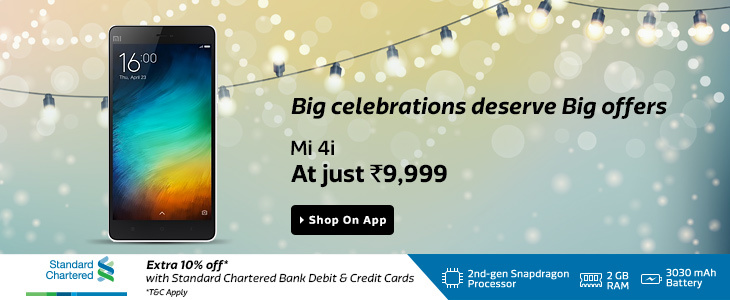 mi
16:00
Thu, April 23
Big celebrations deserve Big offers
Mi 4i
At just ₹9,999
Shop On App
Standard
Chartered
Extra 10% off*
with Standard Chartered Bank Debit & Credit Cards
*T&C Apply
2nd-gen Snapdragon
Processor
2 GB
RAM
3030 mAh
Battery